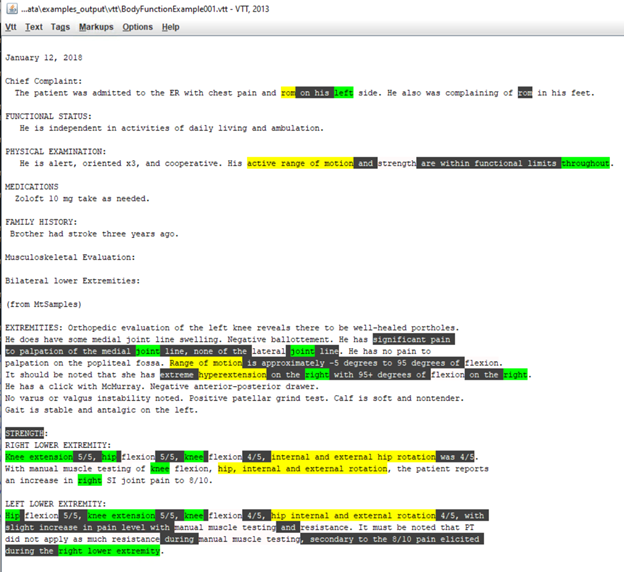 ...ata\examples_output\vtt\BodyFunctionExample001.vtt - VTT, 2013
Vtt Text Tags Markups Options Help
January 12, 2018
Chief Complaint:
The patient was admitted to the ER with chest pain and rom on his left side. He also was complaining of rom in his feet.
FUNCTIONAL STATUS:
He is independent in activities of daily living and ambulation.
PHYSICAL EXAMINATION:
He is alert, oriented x3, and cooperative. His active range of motion and strength are within functional limits throughout.
MEDICATIONS
Zoloft 10 mg take as needed.
FAMILY HISTORY:
Brother had stroke three years ago.
Musculoskeletal Evaluation:
Bilateral lower Extremities:
(from MtSamples)
EXTREMITIES: Orthopedic evaluation of the left knee reveals there to be well-healed portholes.
He does have some medial joint line swelling. Negative ballottement. He has significant pain
to palpation of the medial joint line, none of the lateral joint line. He has no pain to
palpation on the popliteal fossa. Range of motion is approximately -5 degrees to 95 degrees of flexion.
It should be noted that she has extreme hyperextension on the right with 95+ degrees of flexion on the right.
He has a click with McMurray. Negative anterior-posterior drawer.
No varus or valgus instability noted. Positive patellar grind test. Calf is soft and nontender.
Gait is stable and antalgic on the left.
STRENGTH:
RIGHT LOWER EXTREMITY:
Knee extension 5/5, hip flexion 5/5, knee flexion 4/5, internal and external hip rotation was 4/5.
With manual muscle testing of knee flexion, hip, internal and external rotation, the patient reports
an increase in right SI joint pain to 8/10.
LEFT LOWER EXTREMITY:
Hip flexion 5/5, knee extension 5/5, knee flexion 4/5, hip internal and external rotation 4/5, with
slight increase in pain level with manual muscle testing and resistance. It must be noted that PT
did not apply as much resistance during manual muscle testing, secondary to the 8/10 pain elicited
during the right lower extremity.